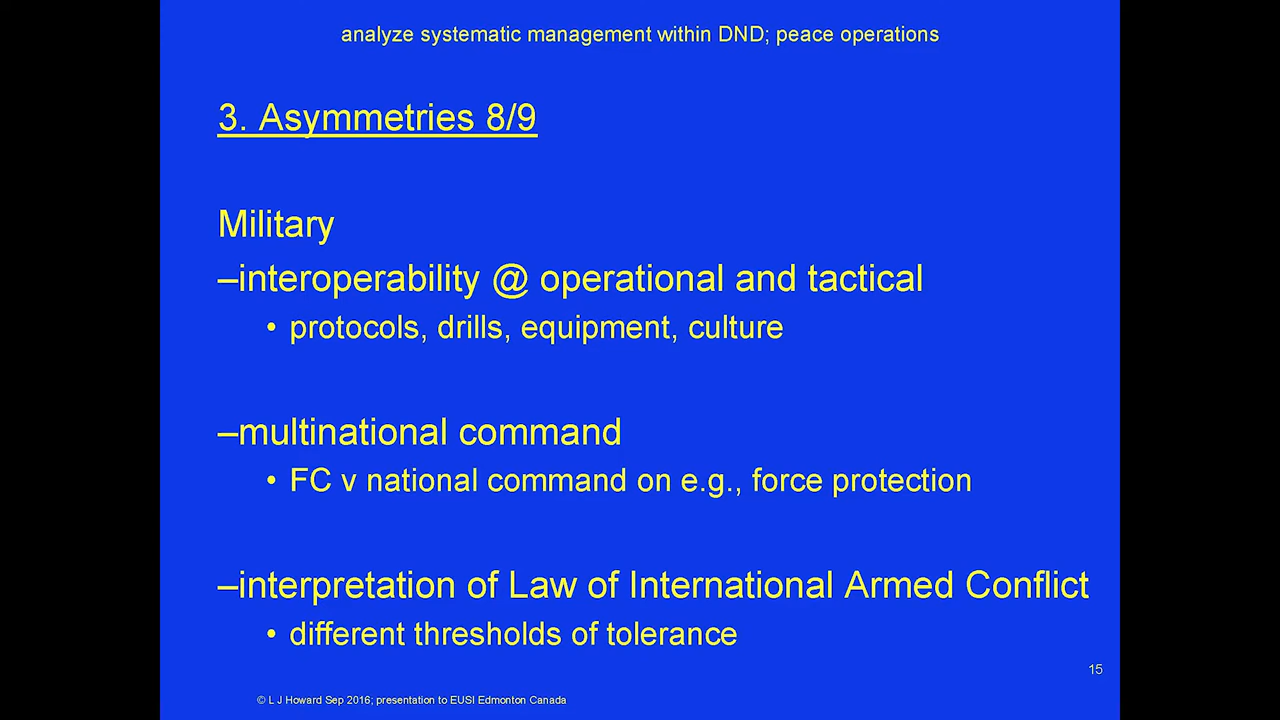 analyze systematic management within DND; peace operations
3. Asymmetries 8/9
Military
–interoperability @ operational and tactical
• protocols, drills, equipment, culture
–multinational command
• FC v national command on e.g., force protection
–interpretation of Law of International Armed Conflict
• different thresholds of tolerance
15
© L J Howard Sep 2016; presentation to EUSI Edmonton Canada